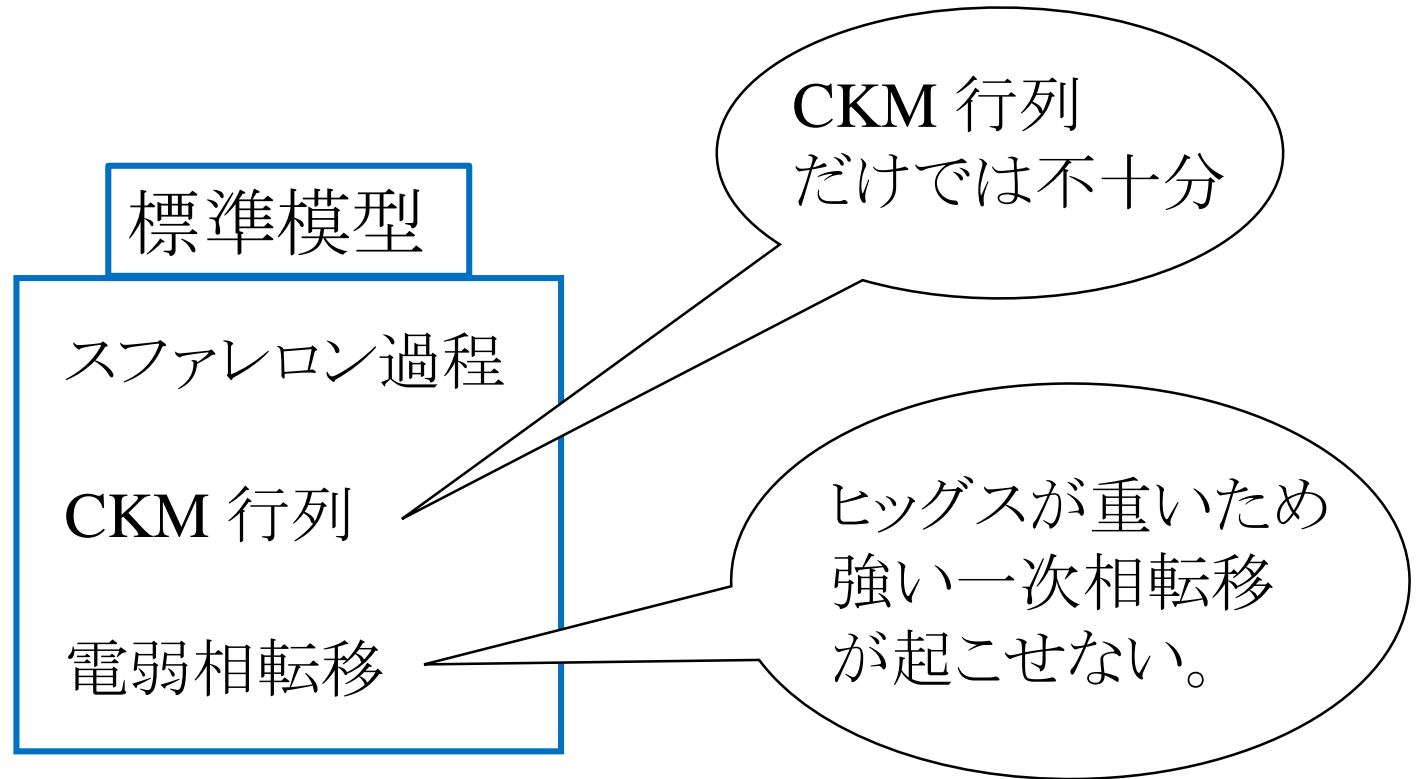 標準模型
スファレロン過程
CKM 行列
電弱相転移
CKM 行列
だけでは不十分
ヒッグスが重いため
強い一次相転移
が起こせない。